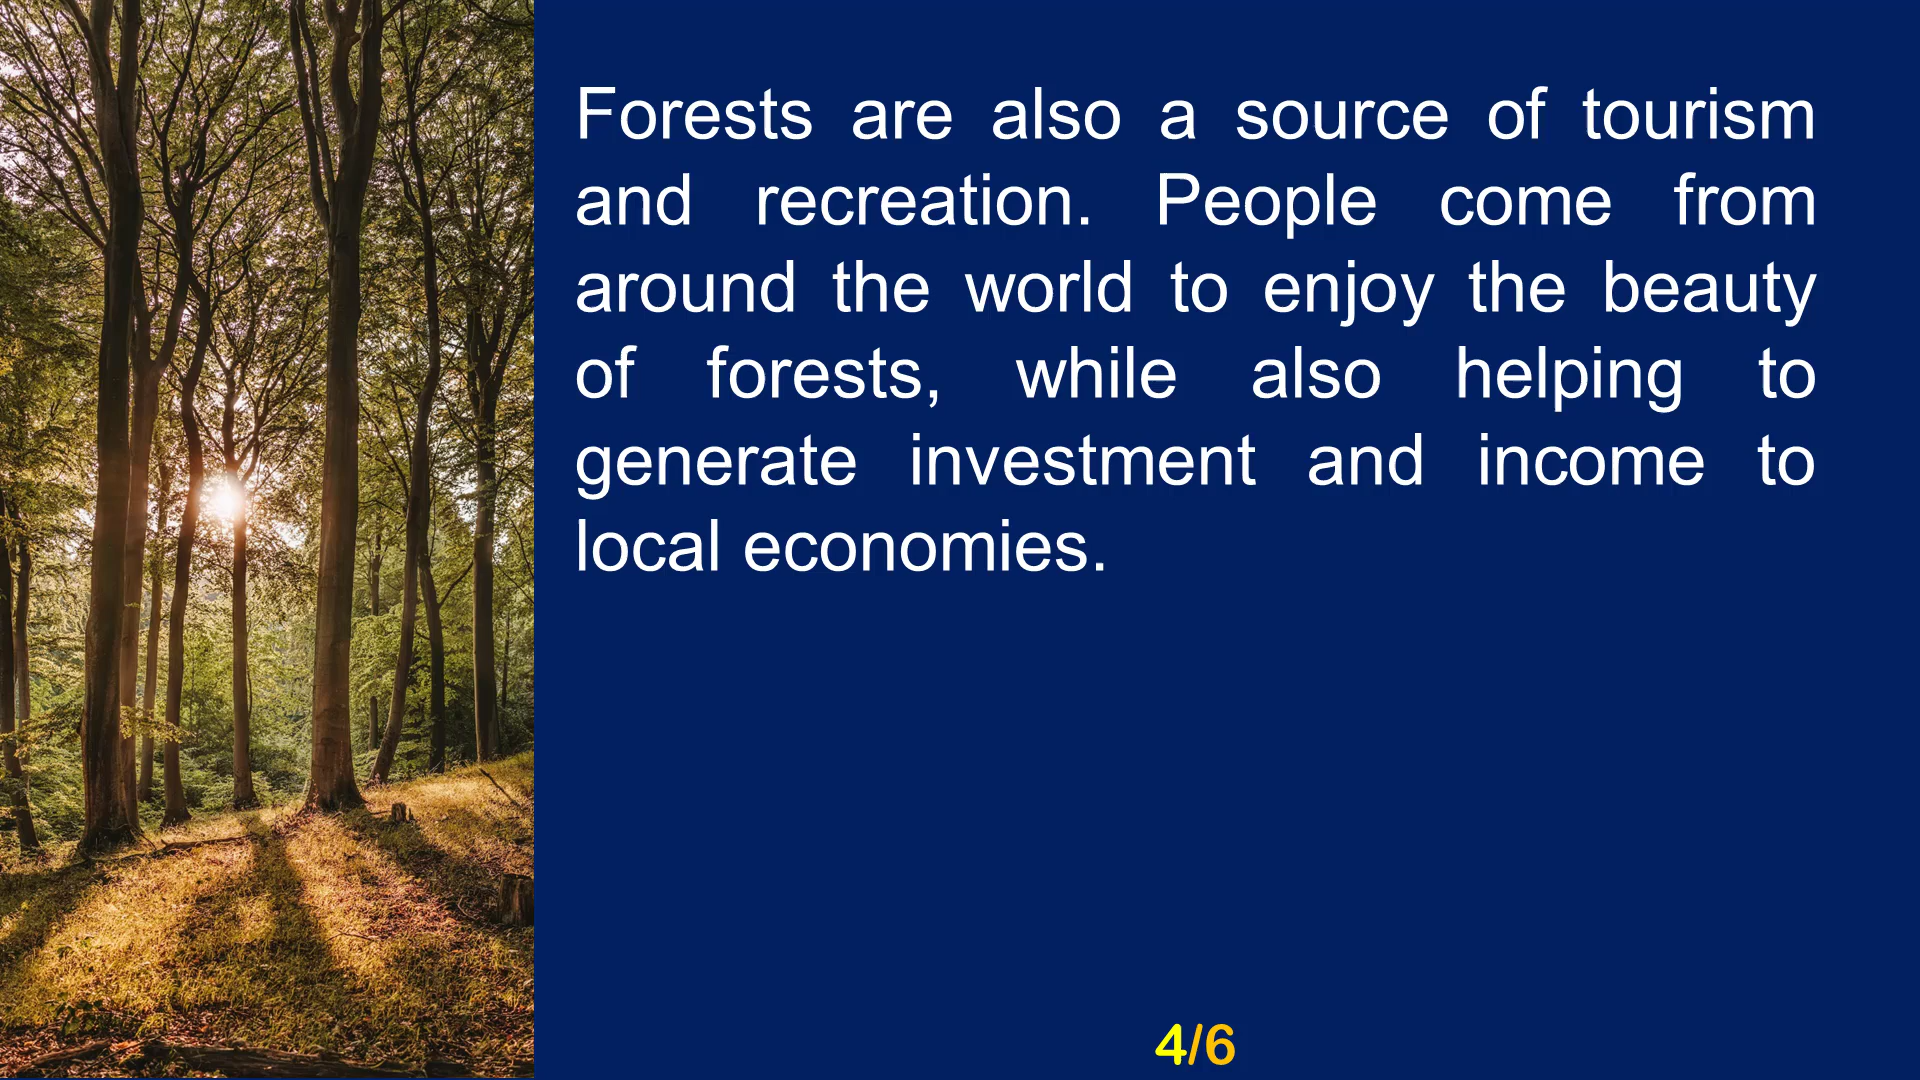 Forests are also a source of tourism
and recreation. People come from
around the world to enjoy the beauty
of forests, while also helping to
generate investment and income to
local economies.
4/6